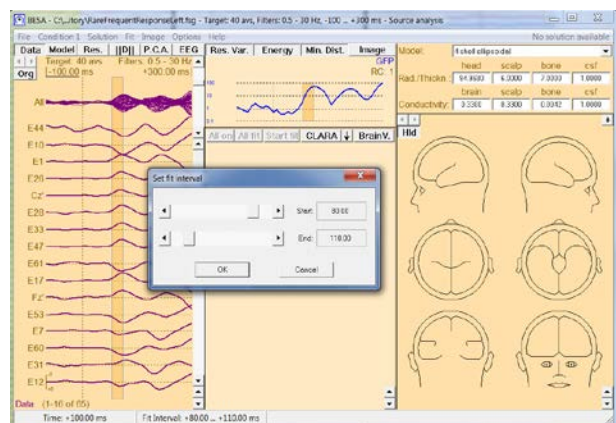 BESA - C:\...tory\RareFrequentResponseLeft.fsg - Target: 40 avs, Filters: 0.5 - 30 Hz, -100 ... +300 ms - Source analysis
File Condition 1 Solution Fit Image Options Help
No solution available
Data Model Res. ||D|| P.C.A. EEG
Res. Var. Energy Min. Dist. Image
Model: 4 shell ellipsoidal
Org
Target: 40 avs Filters: 0.5 - 30 Hz
-100.00 ms +300.00 ms
GFP
RC: 1
head scalp bone csf
Rad./Thickn.: 6.0000 7.0000 1.0000
brain scalp bone csf
Conductivity: 0.3300 0.3300 0.0042 1.0000
All on All fit Start fit CLARA BrainV.
Hld
All
E44
E10
E1
E26
Cz'
E28
E33
E47
E61
E17
Fz'
E53
E7
E60
E31
E12
Set fit interval
Start: 80.00
End: 110.00
OK Cancel
Data (1-16 of 65)
Time: +100.00 ms Fit Interval: +80.00 ... +110.00 ms